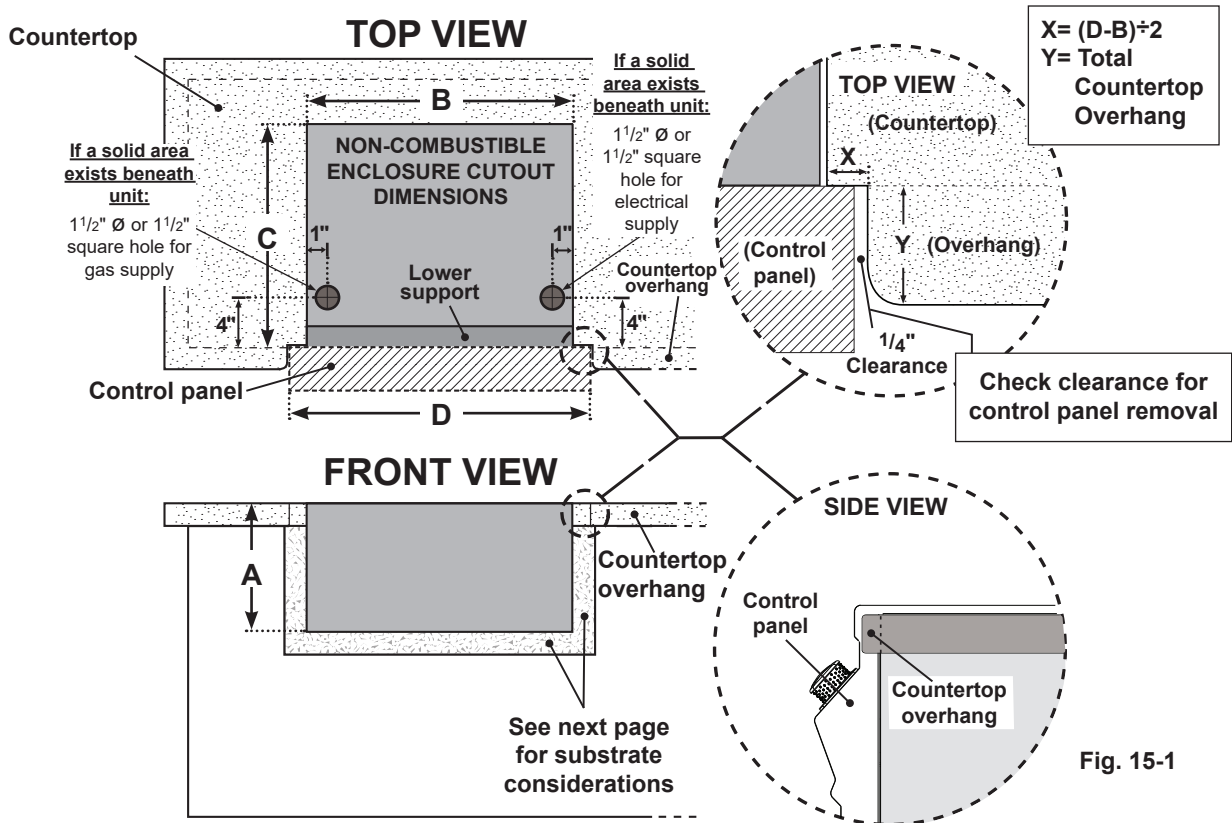 TOP VIEW
Countertop
If a solid area
exists beneath
unit:
1 1/2" Ø or 1 1/2"
square hole for
gas supply
B
NON-COMBUSTIBLE
ENCLOSURE CUTOUT
DIMENSIONS
C
1"
1"
Lower
support
4"
4"
If a solid
area exists
beneath unit:
1 1/2" Ø or
1 1/2" square
hole for
electrical
supply
Countertop
overhang
Control panel
D
X= (D-B)÷2
Y= Total
Countertop
Overhang
TOP VIEW
(Countertop)
X
(Control
panel)
Y
(Overhang)
1/4"
Clearance
Check clearance for
control panel removal
FRONT VIEW
A
Countertop
overhang
See next page
for substrate
considerations
SIDE VIEW
Control
panel
Countertop
overhang
Fig. 15-1